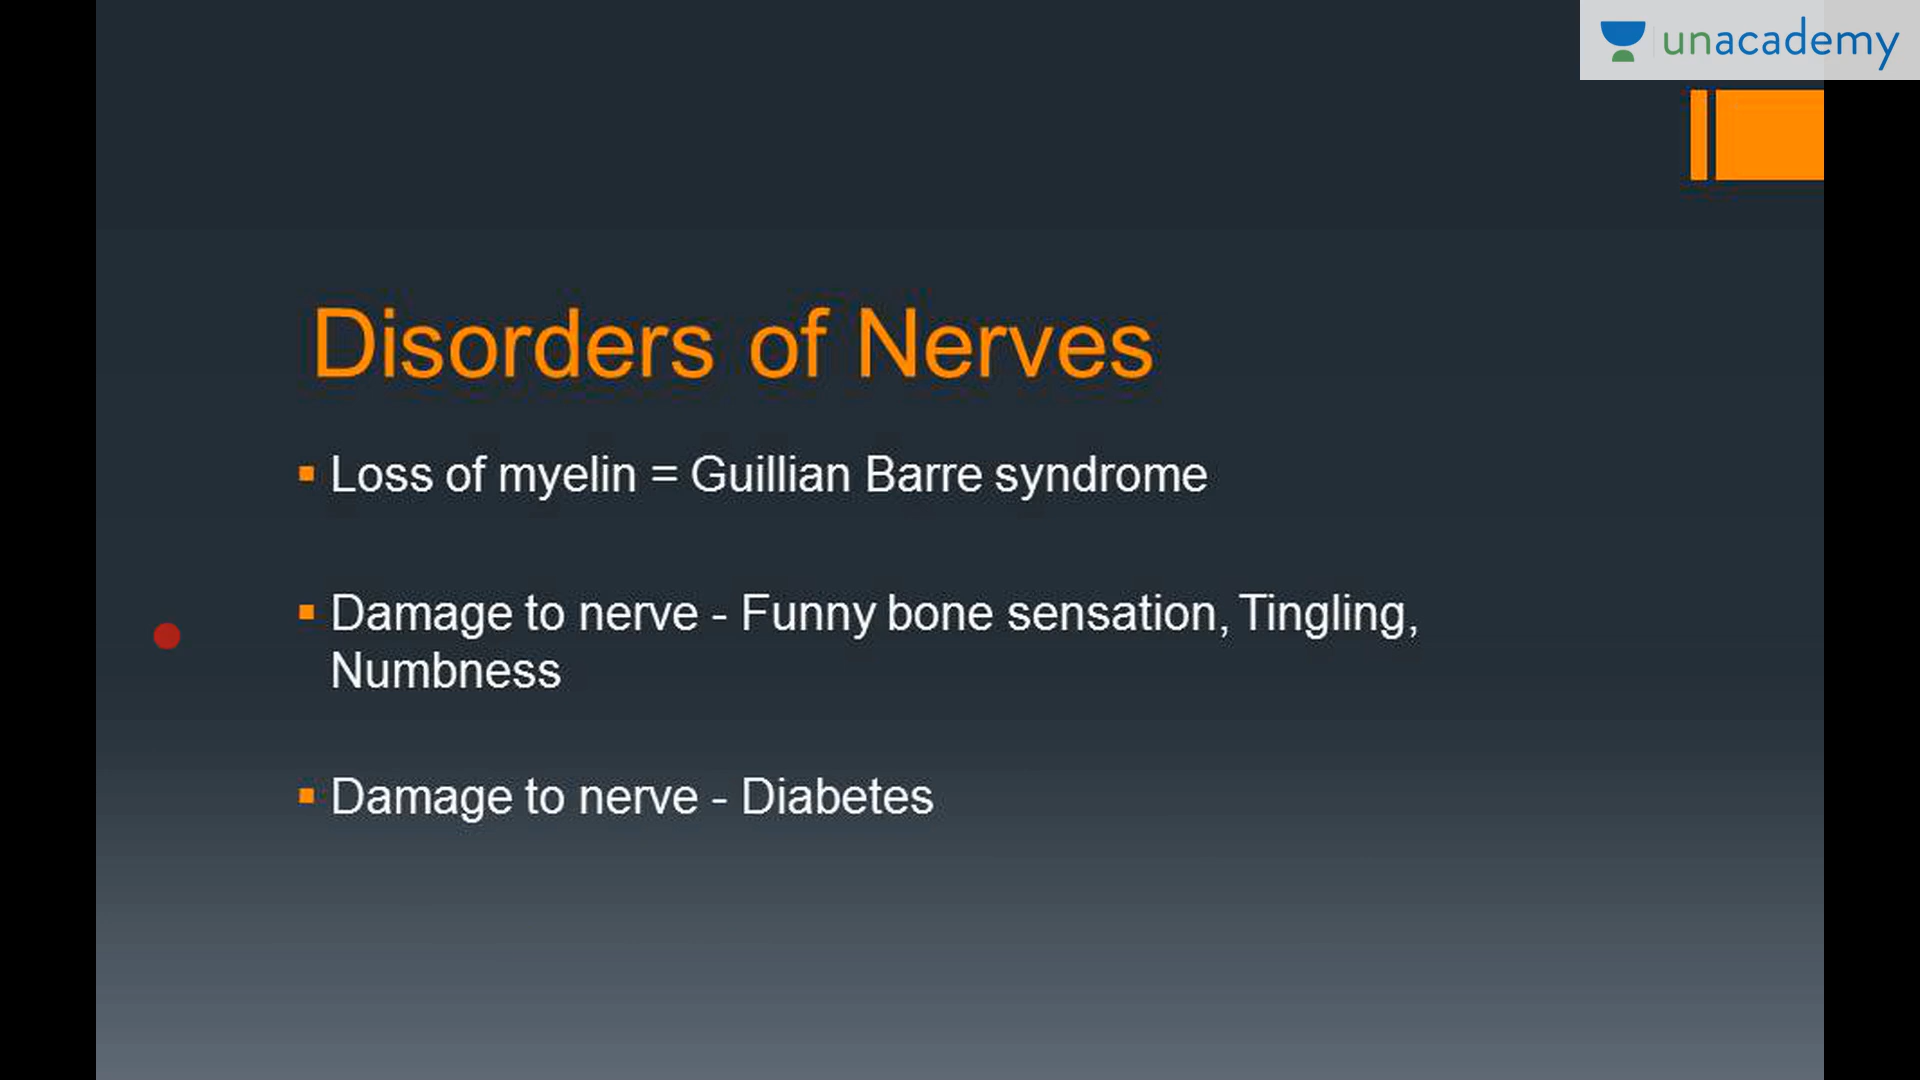 unacademy
Disorders of Nerves
Loss of myelin = Guillian Barre syndrome
Damage to nerve - Funny bone sensation, Tingling,
Numbness
Damage to nerve - Diabetes